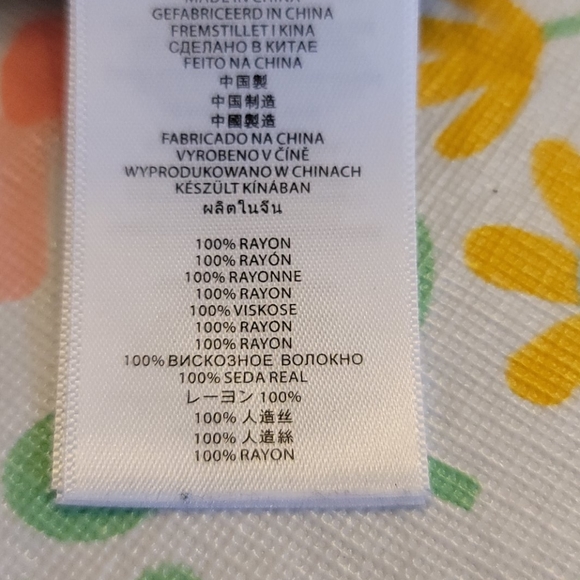 MADE IN CHINA
GEFABRICEERD IN CHINA
FREMSTILLET I KINA
СДЕЛАНО В КИТАЕ
FEITO NA CHINA
中国製
中国制造
中國製造
FABRICADO NA CHINA
VYROBENO V ČÍNĚ
WYPRODUKOWANO W CHINACH
KÉSZÜLT KÍNÁBAN
ผลิตในจีน
100% RAYON
100% RAYÓN
100% RAYONNE
100% RAYON
100% VISKOSE
100% RAYON
100% RAYON
100% ВИСКОЗНОЕ ВОЛОКНО
100% SEDA REAL
レーヨン 100%
100% 人造丝
100% 人造絲
100% RAYON